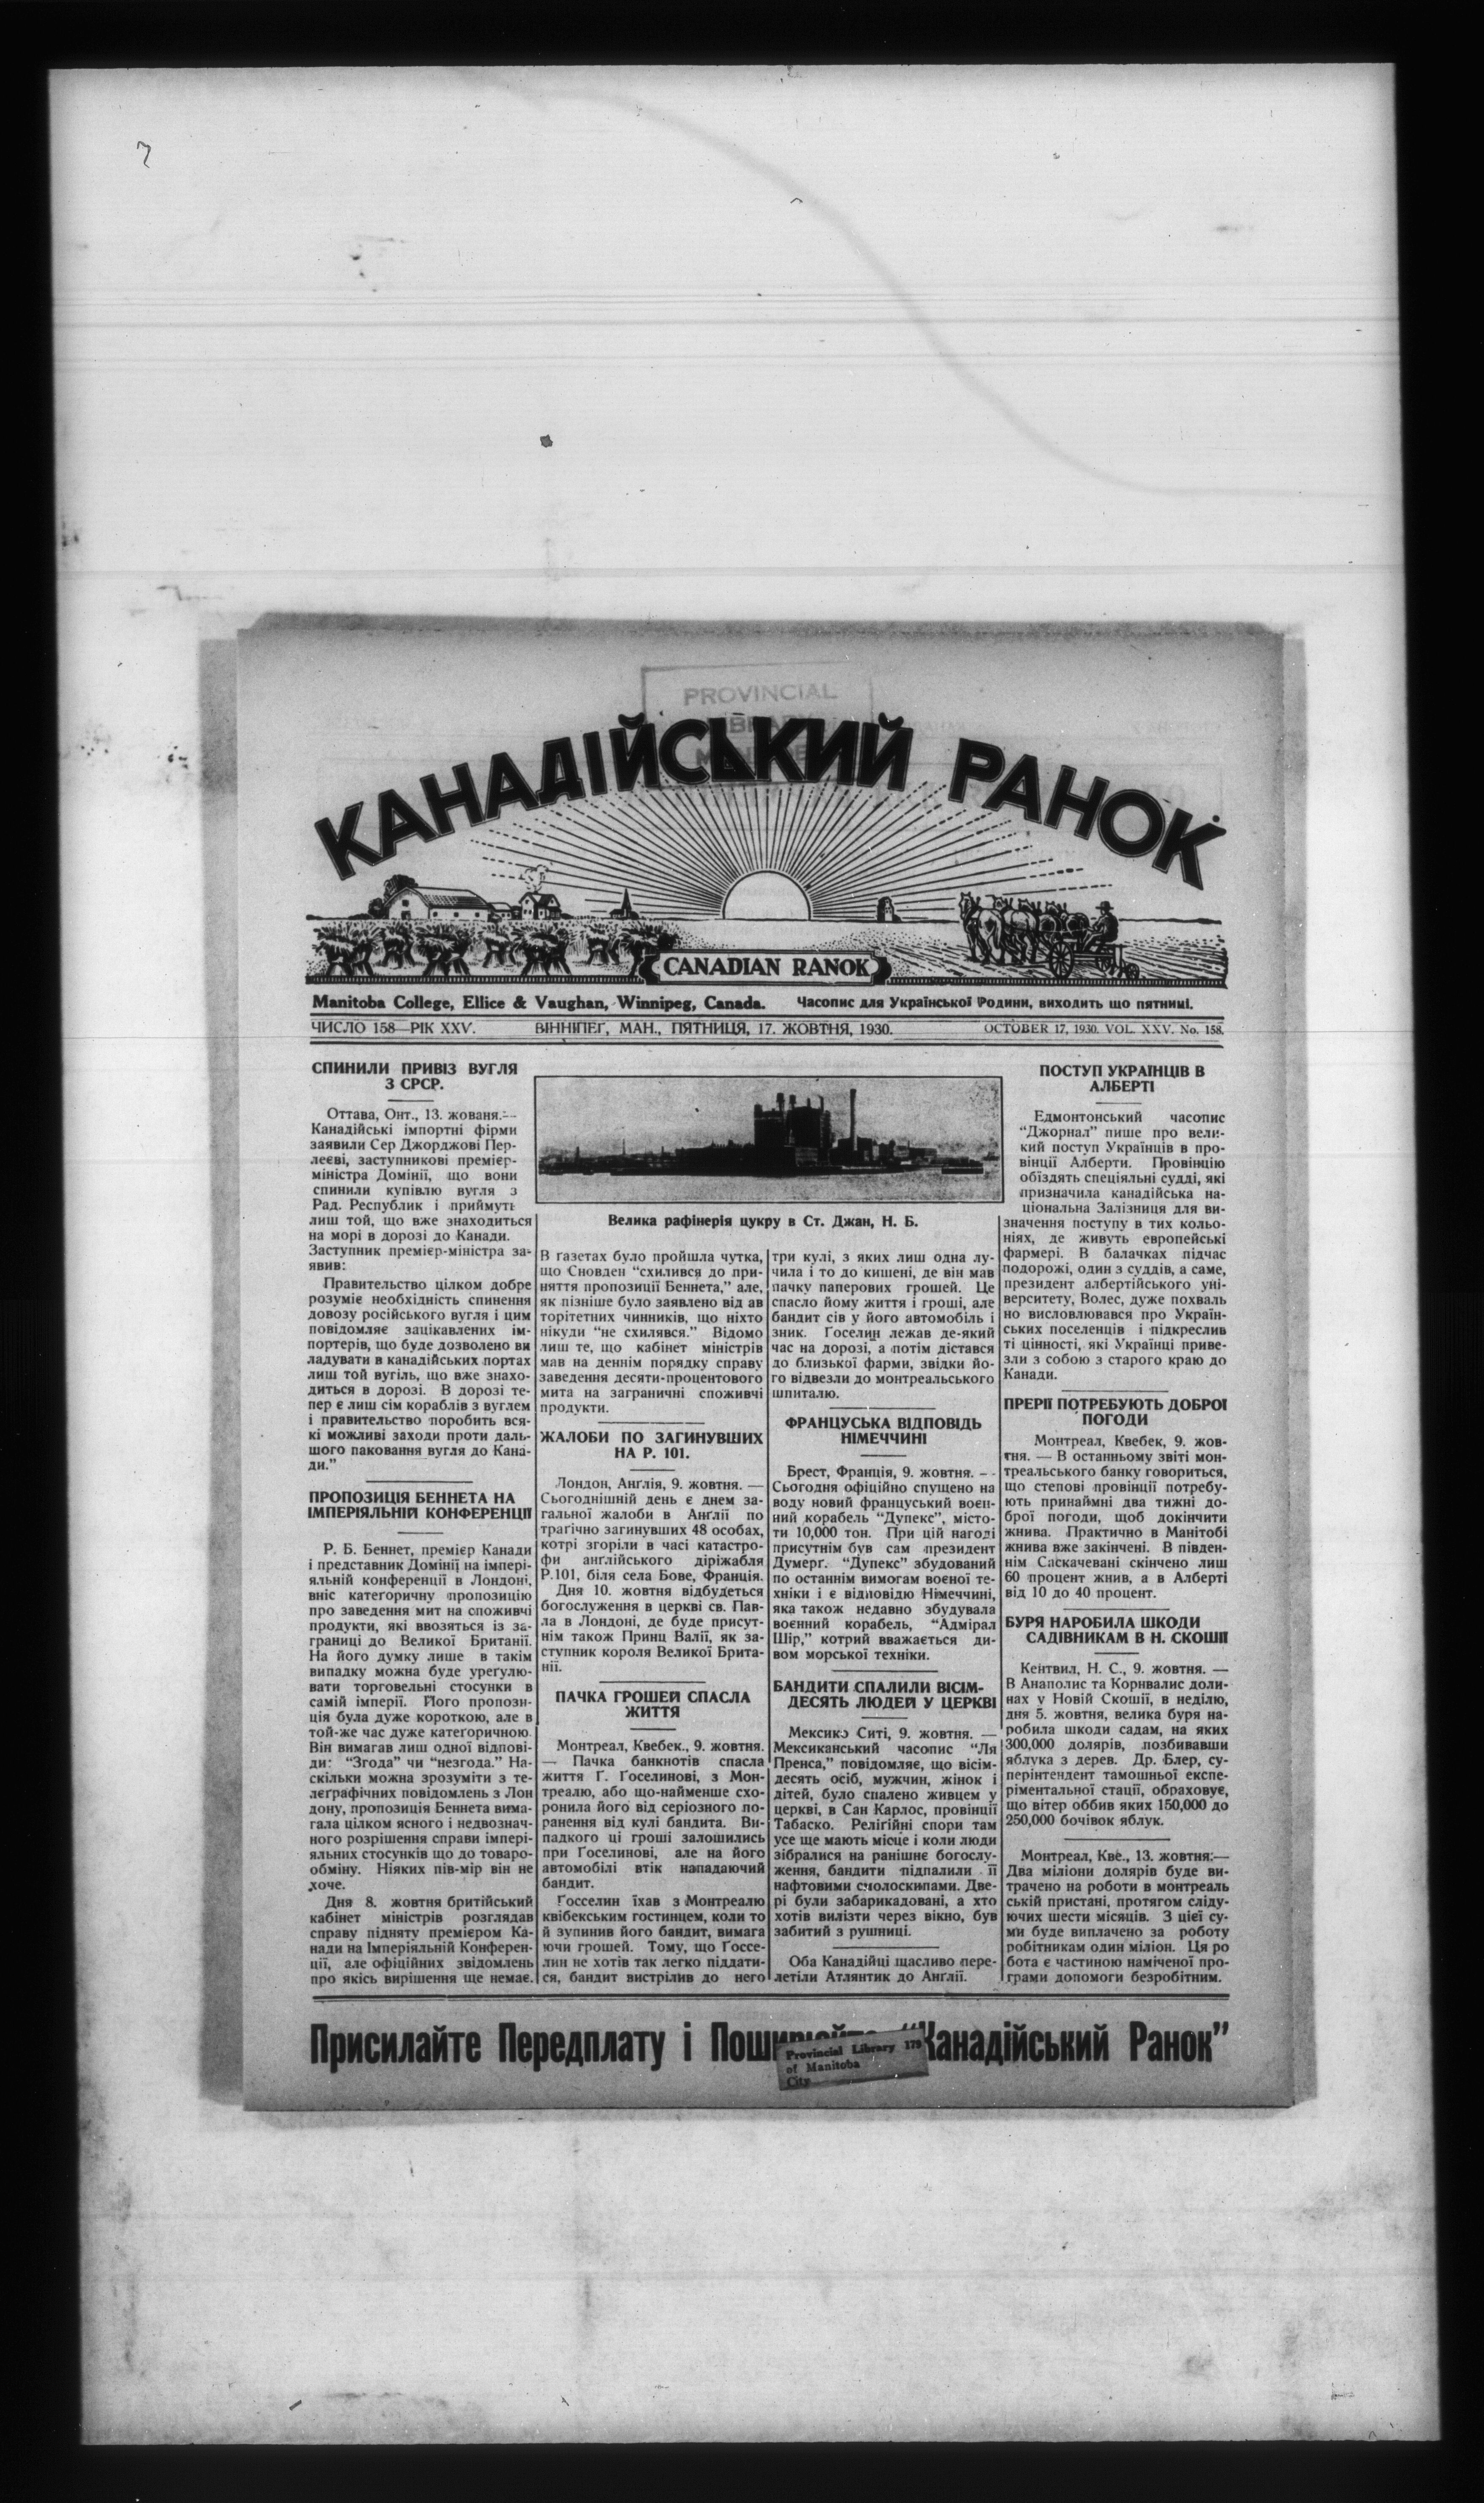 PROVINCIAL
КАНАДІЙСЬКИЙ РАНОК
CANADIAN RANOK
Manitoba College, Ellice & Vaughan, Winnipeg, Canada. Часопис для Української Родини, виходить що пятниці.
ЧИСЛО 158—РІК XXV. ВІННІПЕҐ, МАН., ПЯТНИЦЯ, 17. ЖОВТНЯ, 1930. OCTOBER 17, 1930. VOL. XXV. No. 158.
СПИНИЛИ ПРИВІЗ ВУГЛЯ
З СРСР.
Оттава, Онт., 13. жованя.—
Канадійські імпортні фірми
заявили Сер Джорджові Пер-
леєві, заступникові премієр-
міністра Домінії, що вони
спинили купівлю вугля з
Рад. Республик і приймуть
лиш той, що вже знаходиться
на морі в дорозі до Канади.
Заступник премієр-міністра за-
явив:
Правительство цілком добре
розуміє необхідність спинення
довозу російського вугля і цим
повідомляє зацікавлених ім-
портерів, що буде дозволено ви
ладувати в канадійських портах
лиш той вугіль, що вже знахо-
диться в дорозі. В дорозі те-
пер є лиш сім кораблів з вуглем
і правительство поробить вся-
кі можливі заходи проти даль-
шого паковання вугля до Кана-
ди.”
ПРОПОЗИЦІЯ БЕННЕТА НА
ІМПЕРІЯЛЬНІЙ КОНФЕРЕНЦІЇ
Р. Б. Беннет, премієр Канади
і представник Домінії на імпері-
яльній конференції в Лондоні,
вніс катеґоричну пропозицію
про заведення мит на споживчі
продукти, які ввозяться із за-
границі до Великої Британії.
На його думку лише в такім
випадку можна буде уреґулю-
вати торговельні стосунки в
самій імперії. Його пропози-
ція була дуже короткою, але в
той-же час дуже катеґоричною.
Він вимагав лиш одної відпові-
ди: “Згода” чи “незгода.” На-
скільки можна зрозуміти з те-
леґрафічних повідомлень з Лон
дону, пропозиція Беннета вима-
гала цілком ясного і недвознач-
ного розрішення справи імпері-
яльних стосунків що до товаро-
обміну. Ніяких пів-мір він не
хоче.
Дня 8. жовтня бритійський
кабінет міністрів розглядав
справу підняту премієром Ка-
нади на Імперіяльній Конферен-
ції, але офіційних звідомлень
про якісь вирішення ще немає.
Велика рафінерія цукру в Ст. Джан, Н. Б.
В ґазетах було пройшла чутка,
що Сновден “схилився до при-
няття пропозиції Беннета,” але,
як пізніше було заявлено від ав
торітетних чинників, що ніхто
нікуди “не схилявся.” Відомо
лиш те, що кабінет міністрів
мав на деннім порядку справу
заведення десяти-процентового
мита на заграничні споживчі
продукти.
ЖАЛОБИ ПО ЗАГИНУВШИХ
НА Р. 101.
Лондон, Анґлія, 9. жовтня. —
Сьогоднішній день є днем за-
гальної жалоби в Анґлії по
траґічно загинувших 48 особах,
котрі згоріли в часі катастро-
фи анґлійського діріжабля
Р.101, біля села Бове, Франція.
Дня 10. жовтня відбудеться
богослуження в церкві св. Пав-
ла в Лондоні, де буде присут-
нім також Принц Валії, як за-
ступник короля Великої Брита-
нії.
ПАЧКА ГРОШЕЙ СПАСЛА
ЖИТТЯ
Монтреал, Квебек., 9. жовтня.
— Пачка банкнотів спасла
життя Ґ. Ґоселинові, з Мон-
треалю, або що-найменше схо-
ронила його від серіозного по-
ранення від кулі бандита. Ви-
падкого ці гроші залошились
при Ґоселинові, але на його
автомобілі втік нападаючий
бандит.
Ґосселин їхав з Монтреалю
квібекським гостинцем, коли то
й зупинив його бандит, вимага
ючи грошей. Тому, що Ґоссе-
лин не хотів так легко піддати-
ся, бандит вистрілив до него
три кулі, з яких лиш одна лу-
чила і то до кишені, де він мав
пачку паперових грошей. Це
спасло йому життя і гроші, але
бандит сів у його автомобіль і
зник. Ґоселин лежав де-який
час на дорозі, а потім дістався
до близької фарми, звідки йо-
го відвезли до монтреальського
шпиталю.
ФРАНЦУСЬКА ВІДПОВІДЬ
НІМЕЧЧИНІ
Брест, Франція, 9. жовтня. —
Сьогодня офіційно спущено на
воду новий француський воєн-
ний корабель “Дупекс”, місто-
ти 10,000 тон. При цій нагоді
присутнім був сам президент
Думерґ. “Дупекс” збудований
по останнім вимогам воєної те-
хніки і є відповідю Німеччині,
яка також недавно збудувала
воєнний корабель, “Адмірал
Шір,” котрий вважається ди-
вом морської техніки.
БАНДИТИ СПАЛИЛИ ВІСІМ-
ДЕСЯТЬ ЛЮДЕЙ У ЦЕРКВІ
Мексико Ситі, 9. жовтня. —
Мексиканський часопис “Ля
Пренса,” повідомляє, що вісім-
десять осіб, мужчин, жінок і
дітей, було спалено живцем у
церкві, в Сан Карлос, провінції
Табаско. Реліґійні спори там
усе ще мають місце і коли люди
зібралися на ранішнє богослу-
ження, бандити підпалили її
нафтовими смолоскипами. Две-
рі були забарикадовані, а хто
хотів вилізти через вікно, був
забитий з рушниці.
Оба Канадійці щасливо пере-
летіли Атлянтик до Анґлії.
ПОСТУП УКРАЇНЦІВ В
АЛБЕРТІ
Едмонтонський часопис
“Джорнал” пише про вели-
кий поступ Українців в про-
вінції Алберти. Провінцію
обїздять спеціяльні судді, які
призначила канадійська на-
ціональна Залізниця для ви-
значення поступу в тих кольо-
ніях, де живуть европейські
фармері. В балачках підчас
подорожі, один з суддів, а саме,
президент албертійського уні-
верситету, Волес, дуже похваль
но висловлювався про Україн-
ських поселенців і підкреслив
ті цінності, які Українці приве-
зли з собою з старого краю до
Канади.
ПРЕРІЇ ПОТРЕБУЮТЬ ДОБРОЇ
ПОГОДИ
Монтреал, Квебек, 9. жов-
тня. — В останньому звіті мон-
треальського банку говориться,
що степові провінції потребу-
ють принаймні два тижні до-
брої погоди, щоб докінчити
жнива. Практично в Манітобі
жнива вже закінчені. В півден-
нім Саскачевані скінчено лиш
60 процент жнив, а в Алберті
від 10 до 40 процент.
БУРЯ НАРОБИЛА ШКОДИ
САДІВНИКАМ В Н. СКОШІЇ
Кентвил, Н. С., 9. жовтня. —
В Анаполис та Корнвалис доли-
нах у Новій Скошії, в неділю,
дня 5. жовтня, велика буря на-
робила шкоди садам, на яких
300,000 долярів, позбивавши
яблука з дерев. Др. Блер, су-
перінтендент тамошньої експе-
ріментальної стації, обраховує,
що вітер оббив яких 150,000 до
250,000 бочівок яблук.
Монтреал, Кве., 13. жовтня:—
Два міліони долярів буде ви-
трачено на роботи в монтреаль
ській пристані, протягом сліду-
ючих шести місяців. З цієї су-
ми буде виплачено за роботу
робітникам один міліон. Ця ро
бота є частиною наміченої про-
грами допомоги безробітним.
Присилайте Передплату і “Канадійський Ранок”
Provincial Library 179
of Manitoba
City